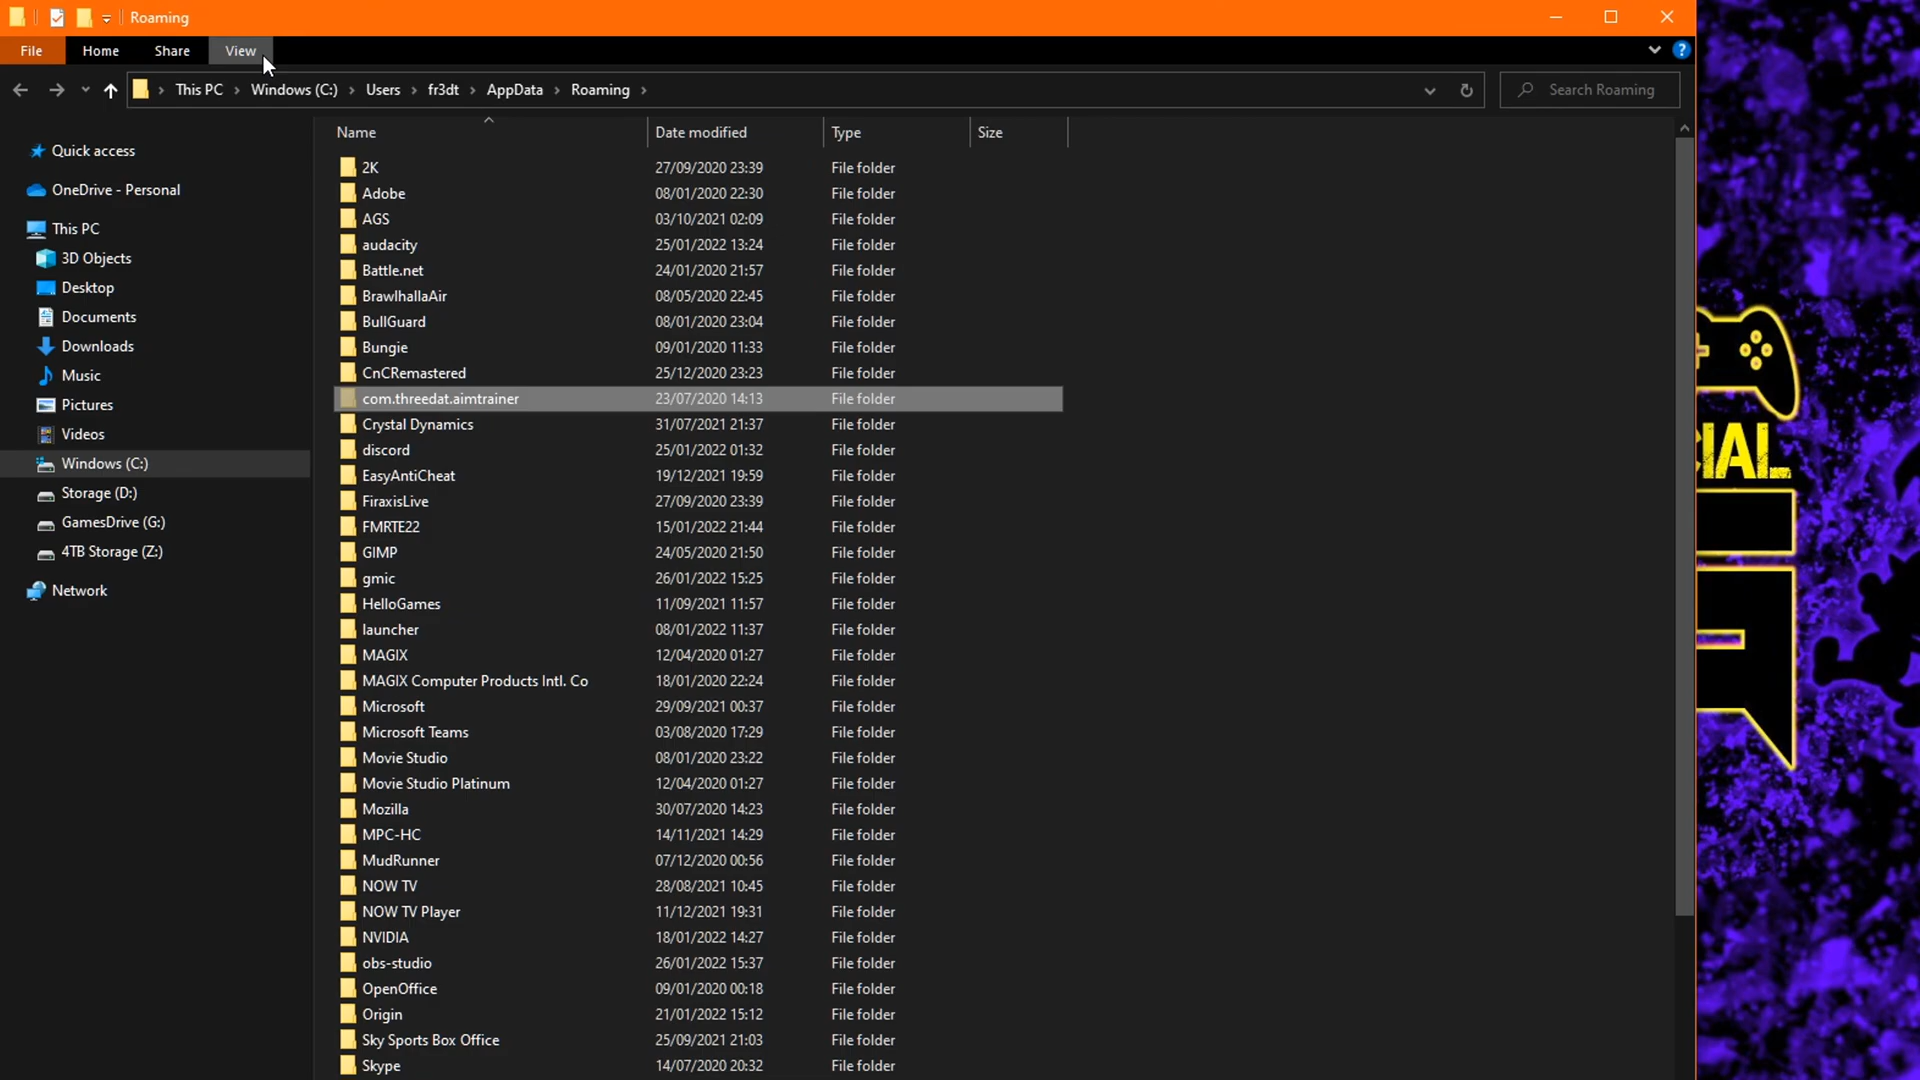 Roaming
File Home Share View
This PC Windows (C:) Users fr3dt AppData Roaming Search Roaming
Name Date modified Type Size
Quick access
OneDrive - Personal
This PC
3D Objects
Desktop
Documents
Downloads
Music
Pictures
Videos
Windows (C:)
Storage (D:)
GamesDrive (G:)
4TB Storage (Z:)
Network
2K 27/09/2020 23:39 File folder
Adobe 08/01/2020 22:30 File folder
AGS 03/10/2021 02:09 File folder
audacity 25/01/2022 13:24 File folder
Battle.net 24/01/2020 21:57 File folder
BrawlhallaAir 08/05/2020 22:45 File folder
BullGuard 08/01/2020 23:04 File folder
Bungie 09/01/2020 11:33 File folder
CnCRemastered 25/12/2020 23:23 File folder
com.threedat.aimtrainer 23/07/2020 14:13 File folder
Crystal Dynamics 31/07/2021 21:37 File folder
discord 25/01/2022 01:32 File folder
EasyAntiCheat 19/12/2021 19:59 File folder
FiraxisLive 27/09/2020 23:39 File folder
FMRTE22 15/01/2022 21:44 File folder
GIMP 24/05/2020 21:50 File folder
gmic 26/01/2022 15:25 File folder
HelloGames 11/09/2021 11:57 File folder
launcher 08/01/2022 11:37 File folder
MAGIX 12/04/2020 01:27 File folder
MAGIX Computer Products Intl. Co 18/01/2020 22:24 File folder
Microsoft 29/09/2021 00:37 File folder
Microsoft Teams 03/08/2020 17:29 File folder
Movie Studio 08/01/2020 23:22 File folder
Movie Studio Platinum 12/04/2020 01:27 File folder
Mozilla 30/07/2020 14:23 File folder
MPC-HC 14/11/2021 14:29 File folder
MudRunner 07/12/2020 00:56 File folder
NOW TV 28/08/2021 10:45 File folder
NOW TV Player 11/12/2021 19:31 File folder
NVIDIA 18/01/2022 14:27 File folder
obs-studio 26/01/2022 15:37 File folder
OpenOffice 09/01/2020 00:18 File folder
Origin 21/01/2022 15:12 File folder
Sky Sports Box Office 25/09/2021 21:03 File folder
Skype 14/07/2020 20:32 File folder